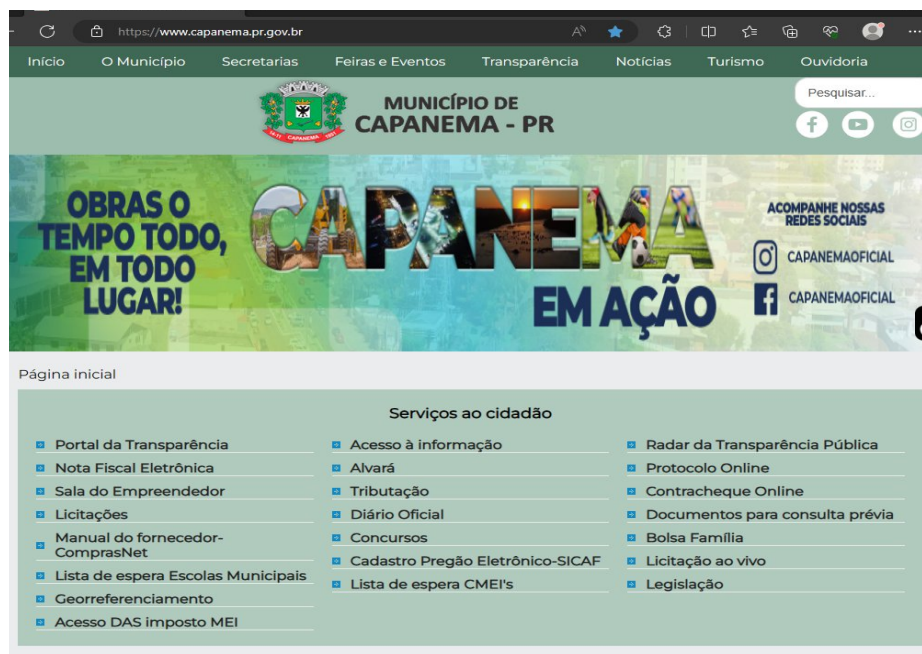 https://www.capanema.pr.gov.br
Início O Município Secretarias Feiras e Eventos Transparência Notícias Turismo Ouvidoria
MUNICÍPIO DE
CAPANEMA - PR
Pesquisar...
CAPANEMA
OBRAS O
TEMPO TODO,
EM TODO
LUGAR!
CAPANEMA
EM AÇÃO
ACOMPANHE NOSSAS
REDES SOCIAIS
CAPANEMAOFICIAL
CAPANEMAOFICIAL
Página inicial
Serviços ao cidadão
Portal da Transparência
Nota Fiscal Eletrônica
Sala do Empreendedor
Licitações
Manual do fornecedor-
ComprasNet
Lista de espera Escolas Municipais
Georreferenciamento
Acesso DAS imposto MEI
Acesso à informação
Alvará
Tributação
Diário Oficial
Concursos
Cadastro Pregão Eletrônico-SICAF
Lista de espera CMEI's
Radar da Transparência Pública
Protocolo Online
Contracheque Online
Documentos para consulta prévia
Bolsa Família
Licitação ao vivo
Legislação